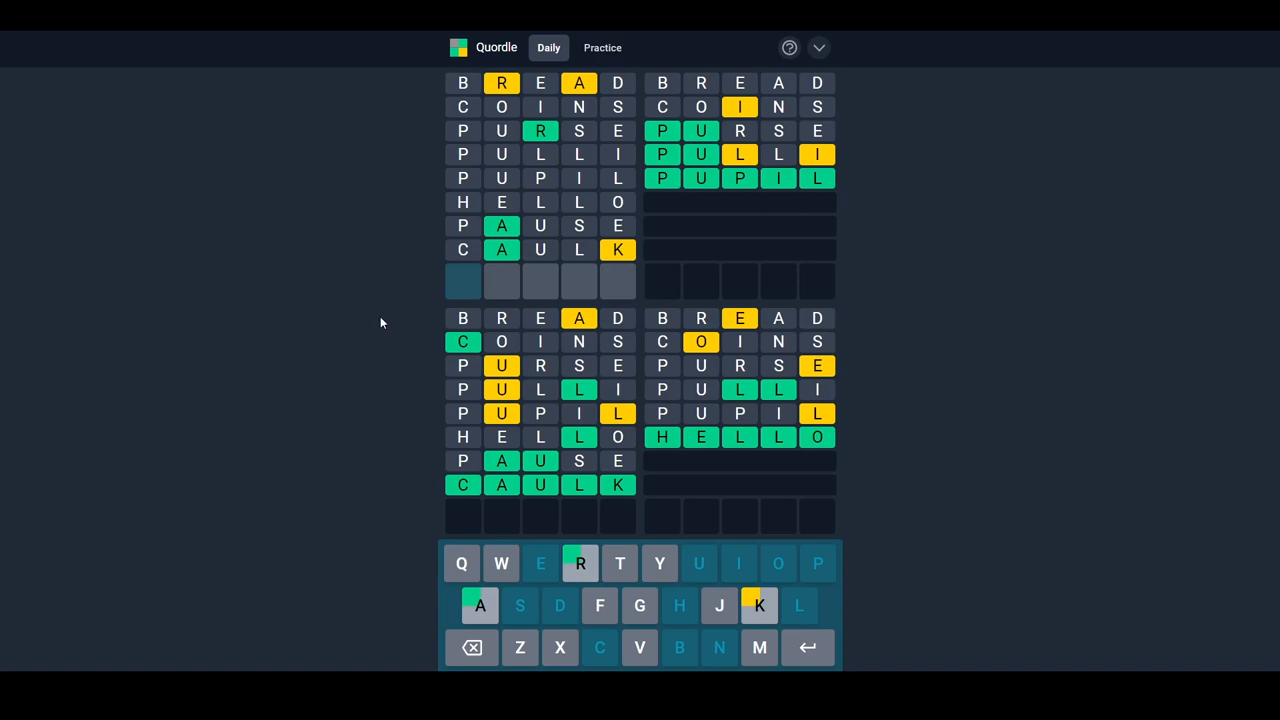 Quordle Daily Practice
B R E A D B R E A D
C O I N S C O I N S
P U R S E P U R S E
P U L L I P U L L I
P U P I L P U P I L
H E L L O
P A U S E
C A U L K
B R E A D B R E A D
C O I N S C O I N S
P U R S E P U R S E
P U L L I P U L L I
P U P I L P U P I L
H E L L O H E L L O
P A U S E
C A U L K
Q W E R T Y U I O P
A S D F G H J K L
Z X C V B N M